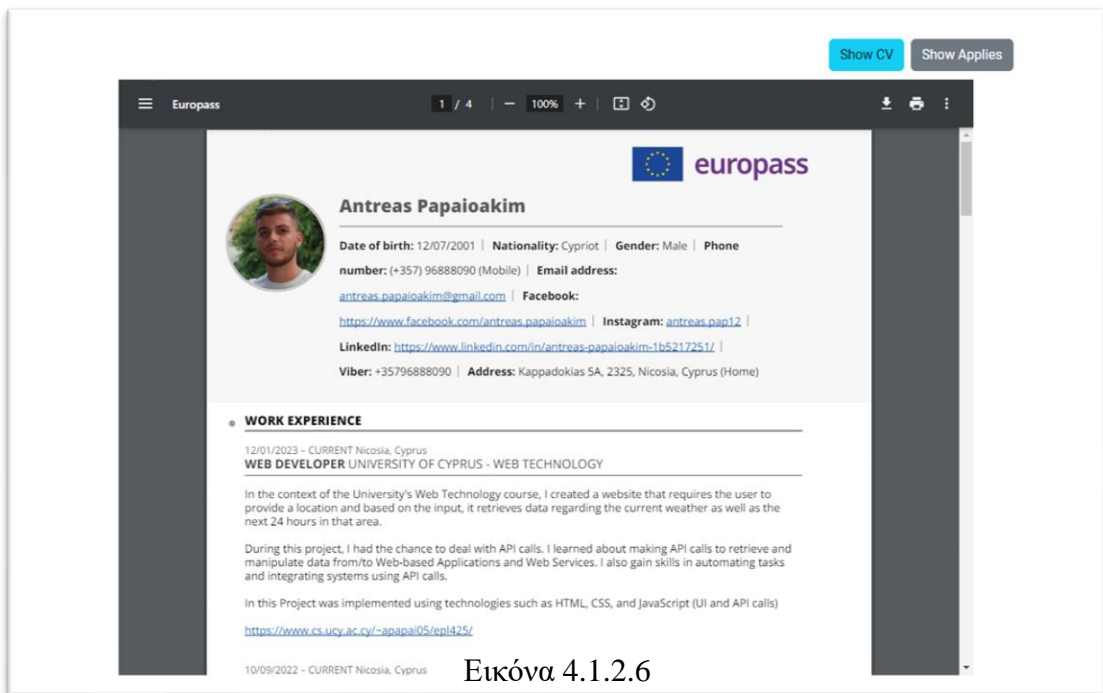 Show CV Show Applies
Europass 1 / 4 100%
europass
Antreas Papaioakim
Date of birth: 12/07/2001 | Nationality: Cypriot | Gender: Male | Phone
number: (+357) 96888090 (Mobile) | Email address:
antreas.papaioakim@gmail.com | Facebook:
https://www.facebook.com/antreas.papaioakim | Instagram: antreas.pap12 |
LinkedIn: https://www.linkedin.com/in/antreas-papaioakim-1b5217251/ |
Viber: +35796888090 | Address: Kappadokias 5A, 2325, Nicosia, Cyprus (Home)
WORK EXPERIENCE
12/01/2023 – CURRENT Nicosia, Cyprus
WEB DEVELOPER UNIVERSITY OF CYPRUS - WEB TECHNOLOGY
In the context of the University's Web Technology course, I created a website that requires the user to
provide a location and based on the input, it retrieves data regarding the current weather as well as the
next 24 hours in that area.
During this project, I had the chance to deal with API calls. I learned about making API calls to retrieve and
manipulate data from/to Web-based Applications and Web Services. I also gain skills in automating tasks
and integrating systems using API calls.
In this Project was implemented using technologies such as HTML, CSS, and JavaScript (UI and API calls)
https://www.cs.ucy.ac.cy/~apapai05/epl425/
10/09/2022 – CURRENT Nicosia, Cyprus
Εικόνα 4.1.2.6